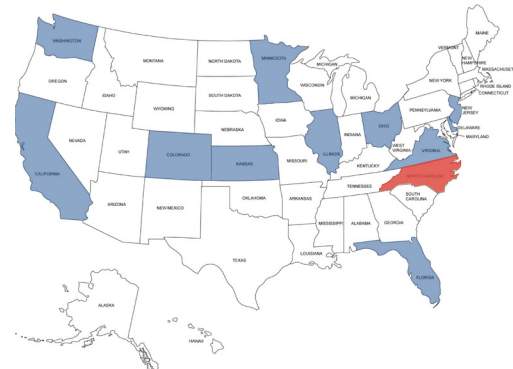 WASHINGTON
MAINE
MONTANA
NORTH DAKOTA
MINNESOTA
VERMONT
NEW
HAMPSHIRE
MASSACHUSETT
OREGON
IDAHO
WYOMING
SOUTH DAKOTA
WISCONSIN
MICHIGAN
MICHIGAN
NEW YORK
RHODE ISLAND
CONNECTICUT
NEVADA
UTAH
COLORADO
NEBRASKA
IOWA
ILLINOIS
INDIANA
OHIO
PENNSYLVANIA
NEW
JERSEY
DELAWARE
MARYLAND
CALIFORNIA
KANSAS
MISSOURI
KENTUCKY
WEST
VIRGINIA
VIRGINIA
ARIZONA
NEW MEXICO
OKLAHOMA
ARKANSAS
TENNESSEE
NORTH CAROLINA
SOUTH
CAROLINA
TEXAS
LOUISIANA
MISSISSIPPI
ALABAMA
GEORGIA
FLORIDA
ALASKA
HAWAII